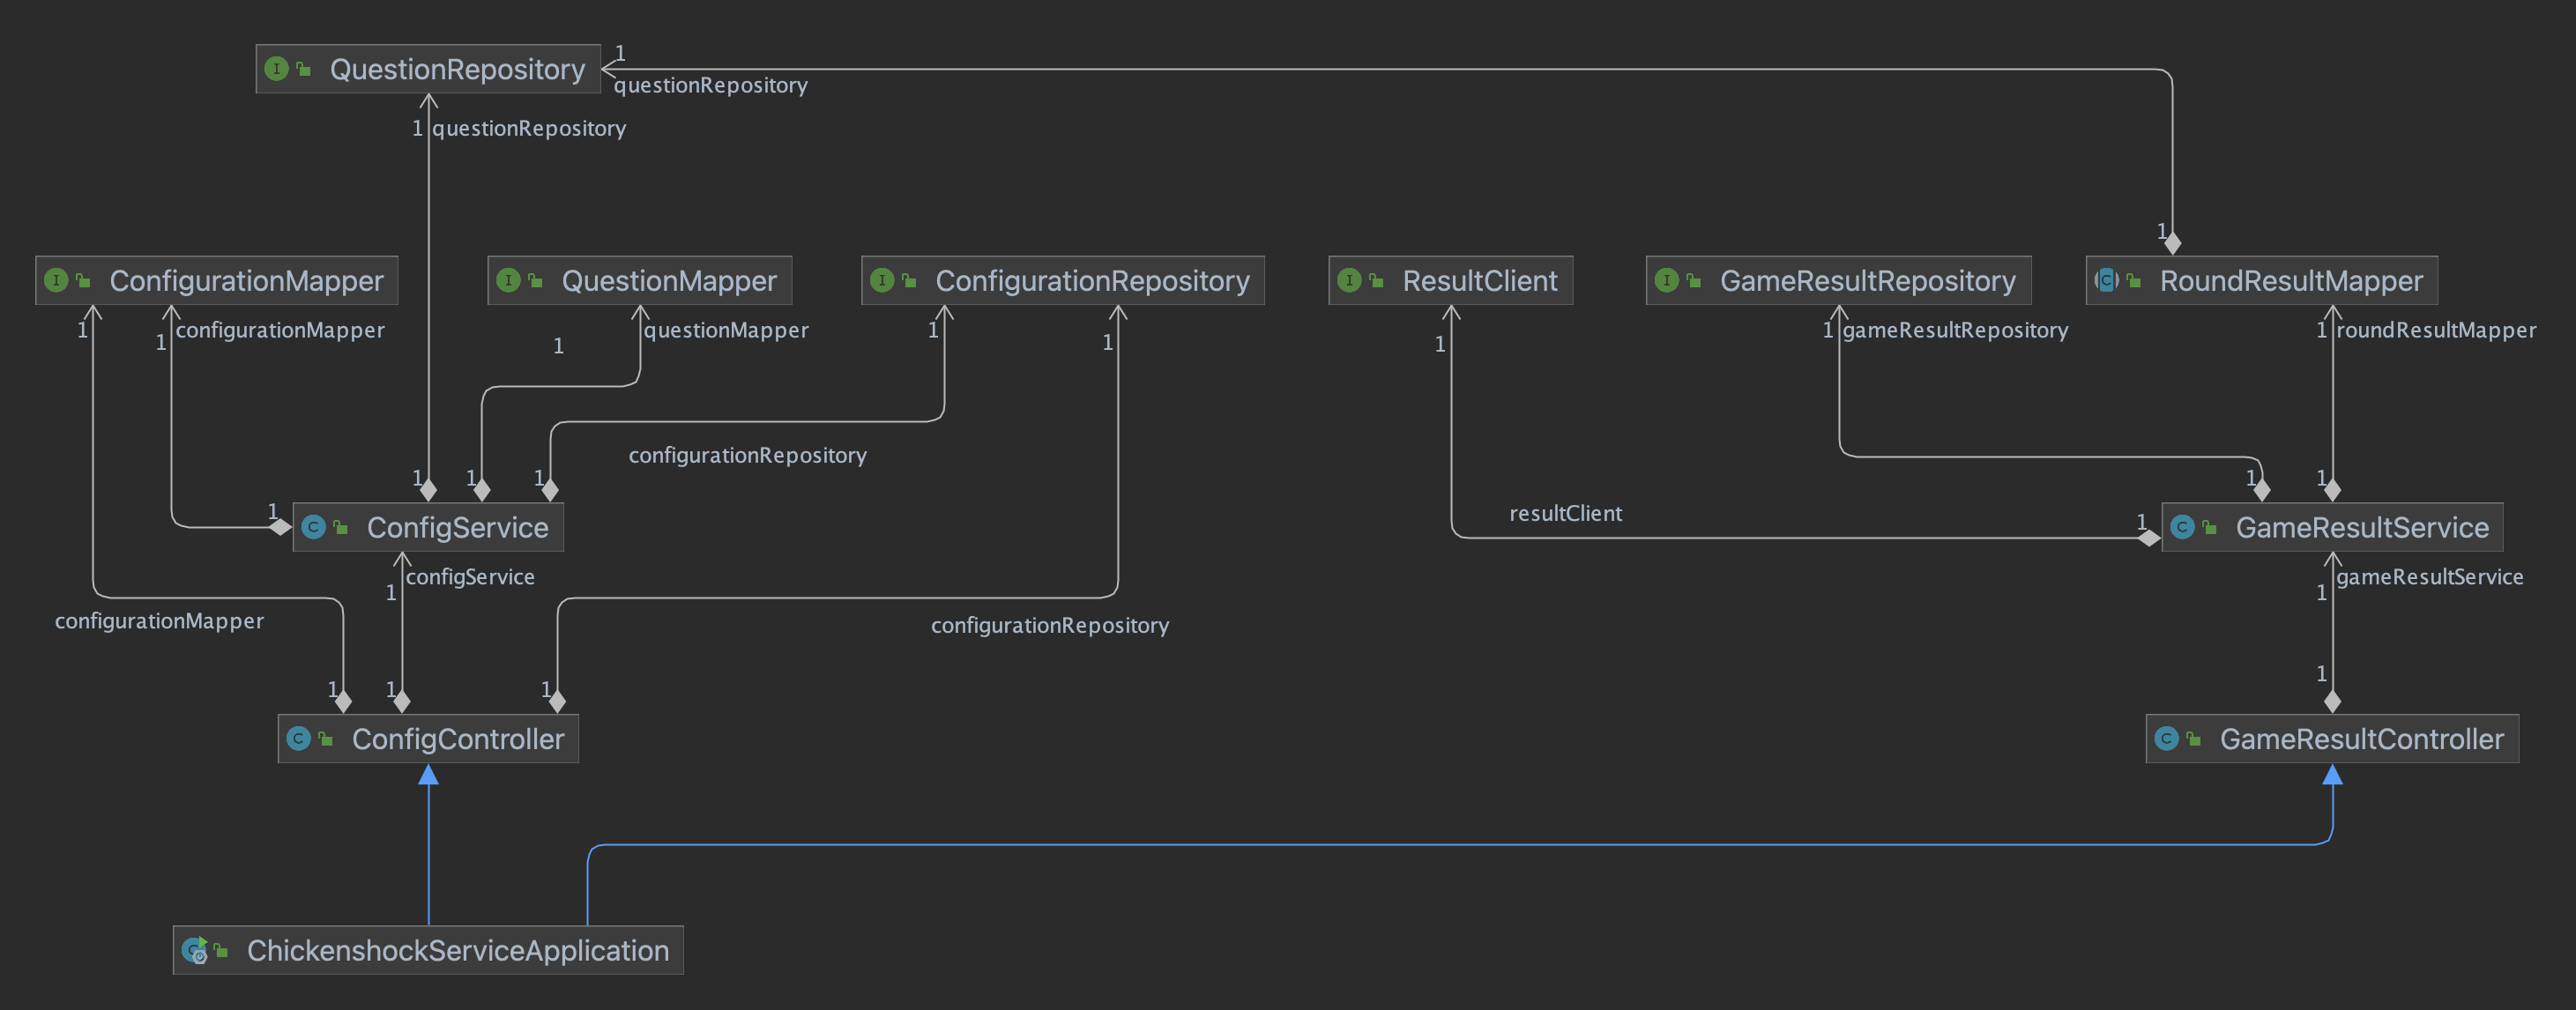 1
QuestionRepository
questionRepository
1 questionRepository
1
ConfigurationMapper
QuestionMapper
ConfigurationRepository
ResultClient
GameResultRepository
RoundResultMapper
1
1 configurationMapper
1
questionMapper
1
1
1
1 gameResultRepository
1 roundResultMapper
configurationRepository
1
1
1
1
1
1
resultClient
1
ConfigService
GameResultService
1
configService
1
gameResultService
configurationMapper
configurationRepository
1
1
1
1
ConfigController
GameResultController
ChickenshockServiceApplication